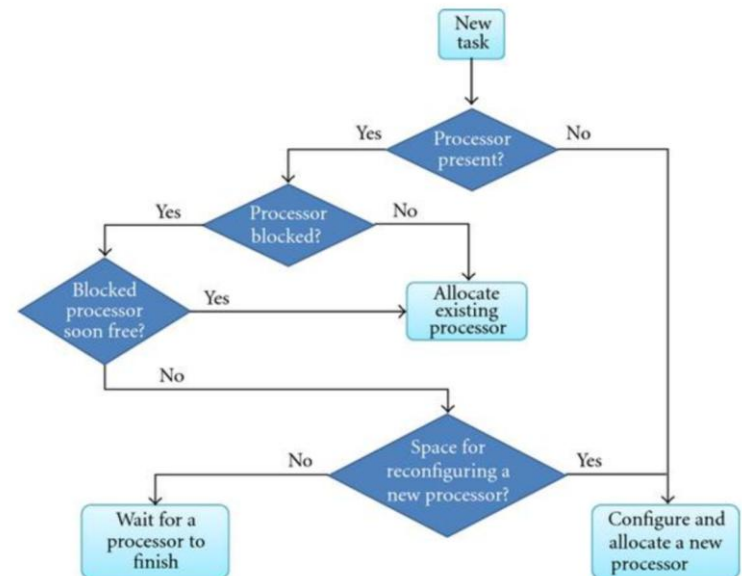 New
task
Yes
Processor
present?
No
Yes
Processor
blocked?
No
Blocked
processor
soon free?
Yes
Allocate
existing
processor
No
No
Space for
reconfiguring a
new processor?
Yes
Wait for a
processor to
finish
Configure and
allocate a new
processor